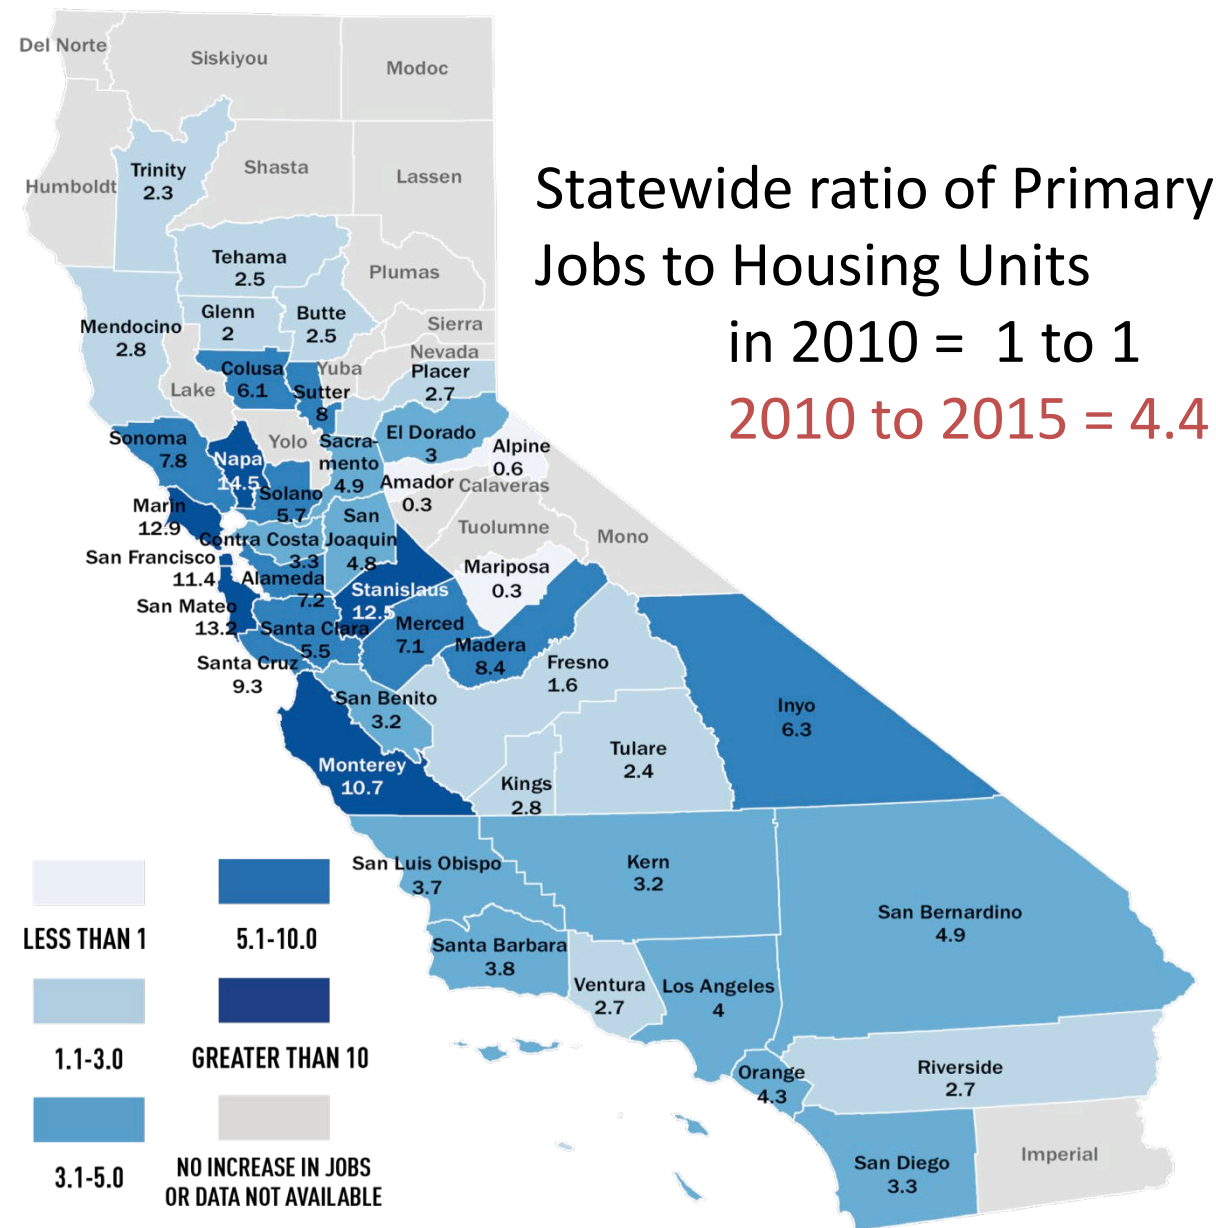 Del Norte
Siskiyou
Modoc
Trinity
2.3
Shasta
Lassen
Humboldt
Statewide ratio of Primary
Jobs to Housing Units
in 2010 = 1 to 1
2010 to 2015 = 4.4
Tehama
2.5
Plumas
Glenn
2
Butte
2.5
Mendocino
2.8
Sierra
Nevada
Placer
2.7
Colusa
6.1
Yuba
Sutter
8
Lake
Sonoma
7.8
Yolo
Sacra-
mento
4.9
El Dorado
3
Alpine
0.6
Napa
14.5
Solano
5.7
Amador
0.3
Calaveras
Marin
12.9
San
Joaquin
4.8
Tuolumne
Mono
Contra Costa
3.3
San Francisco
11.4
Alameda
7.2
Mariposa
0.3
Stanislaus
12.5
San Mateo
13.2
Santa Clara
5.5
Merced
7.1
Madera
8.4
Santa Cruz
9.3
Fresno
1.6
San Benito
3.2
Inyo
6.3
Monterey
10.7
Tulare
2.4
Kings
2.8
San Luis Obispo
3.7
Kern
3.2
San Bernardino
4.9
Santa Barbara
3.8
Ventura
2.7
Los Angeles
4
Orange
4.3
Riverside
2.7
San Diego
3.3
Imperial
LESS THAN 1
5.1-10.0
1.1-3.0
GREATER THAN 10
3.1-5.0
NO INCREASE IN JOBS
OR DATA NOT AVAILABLE